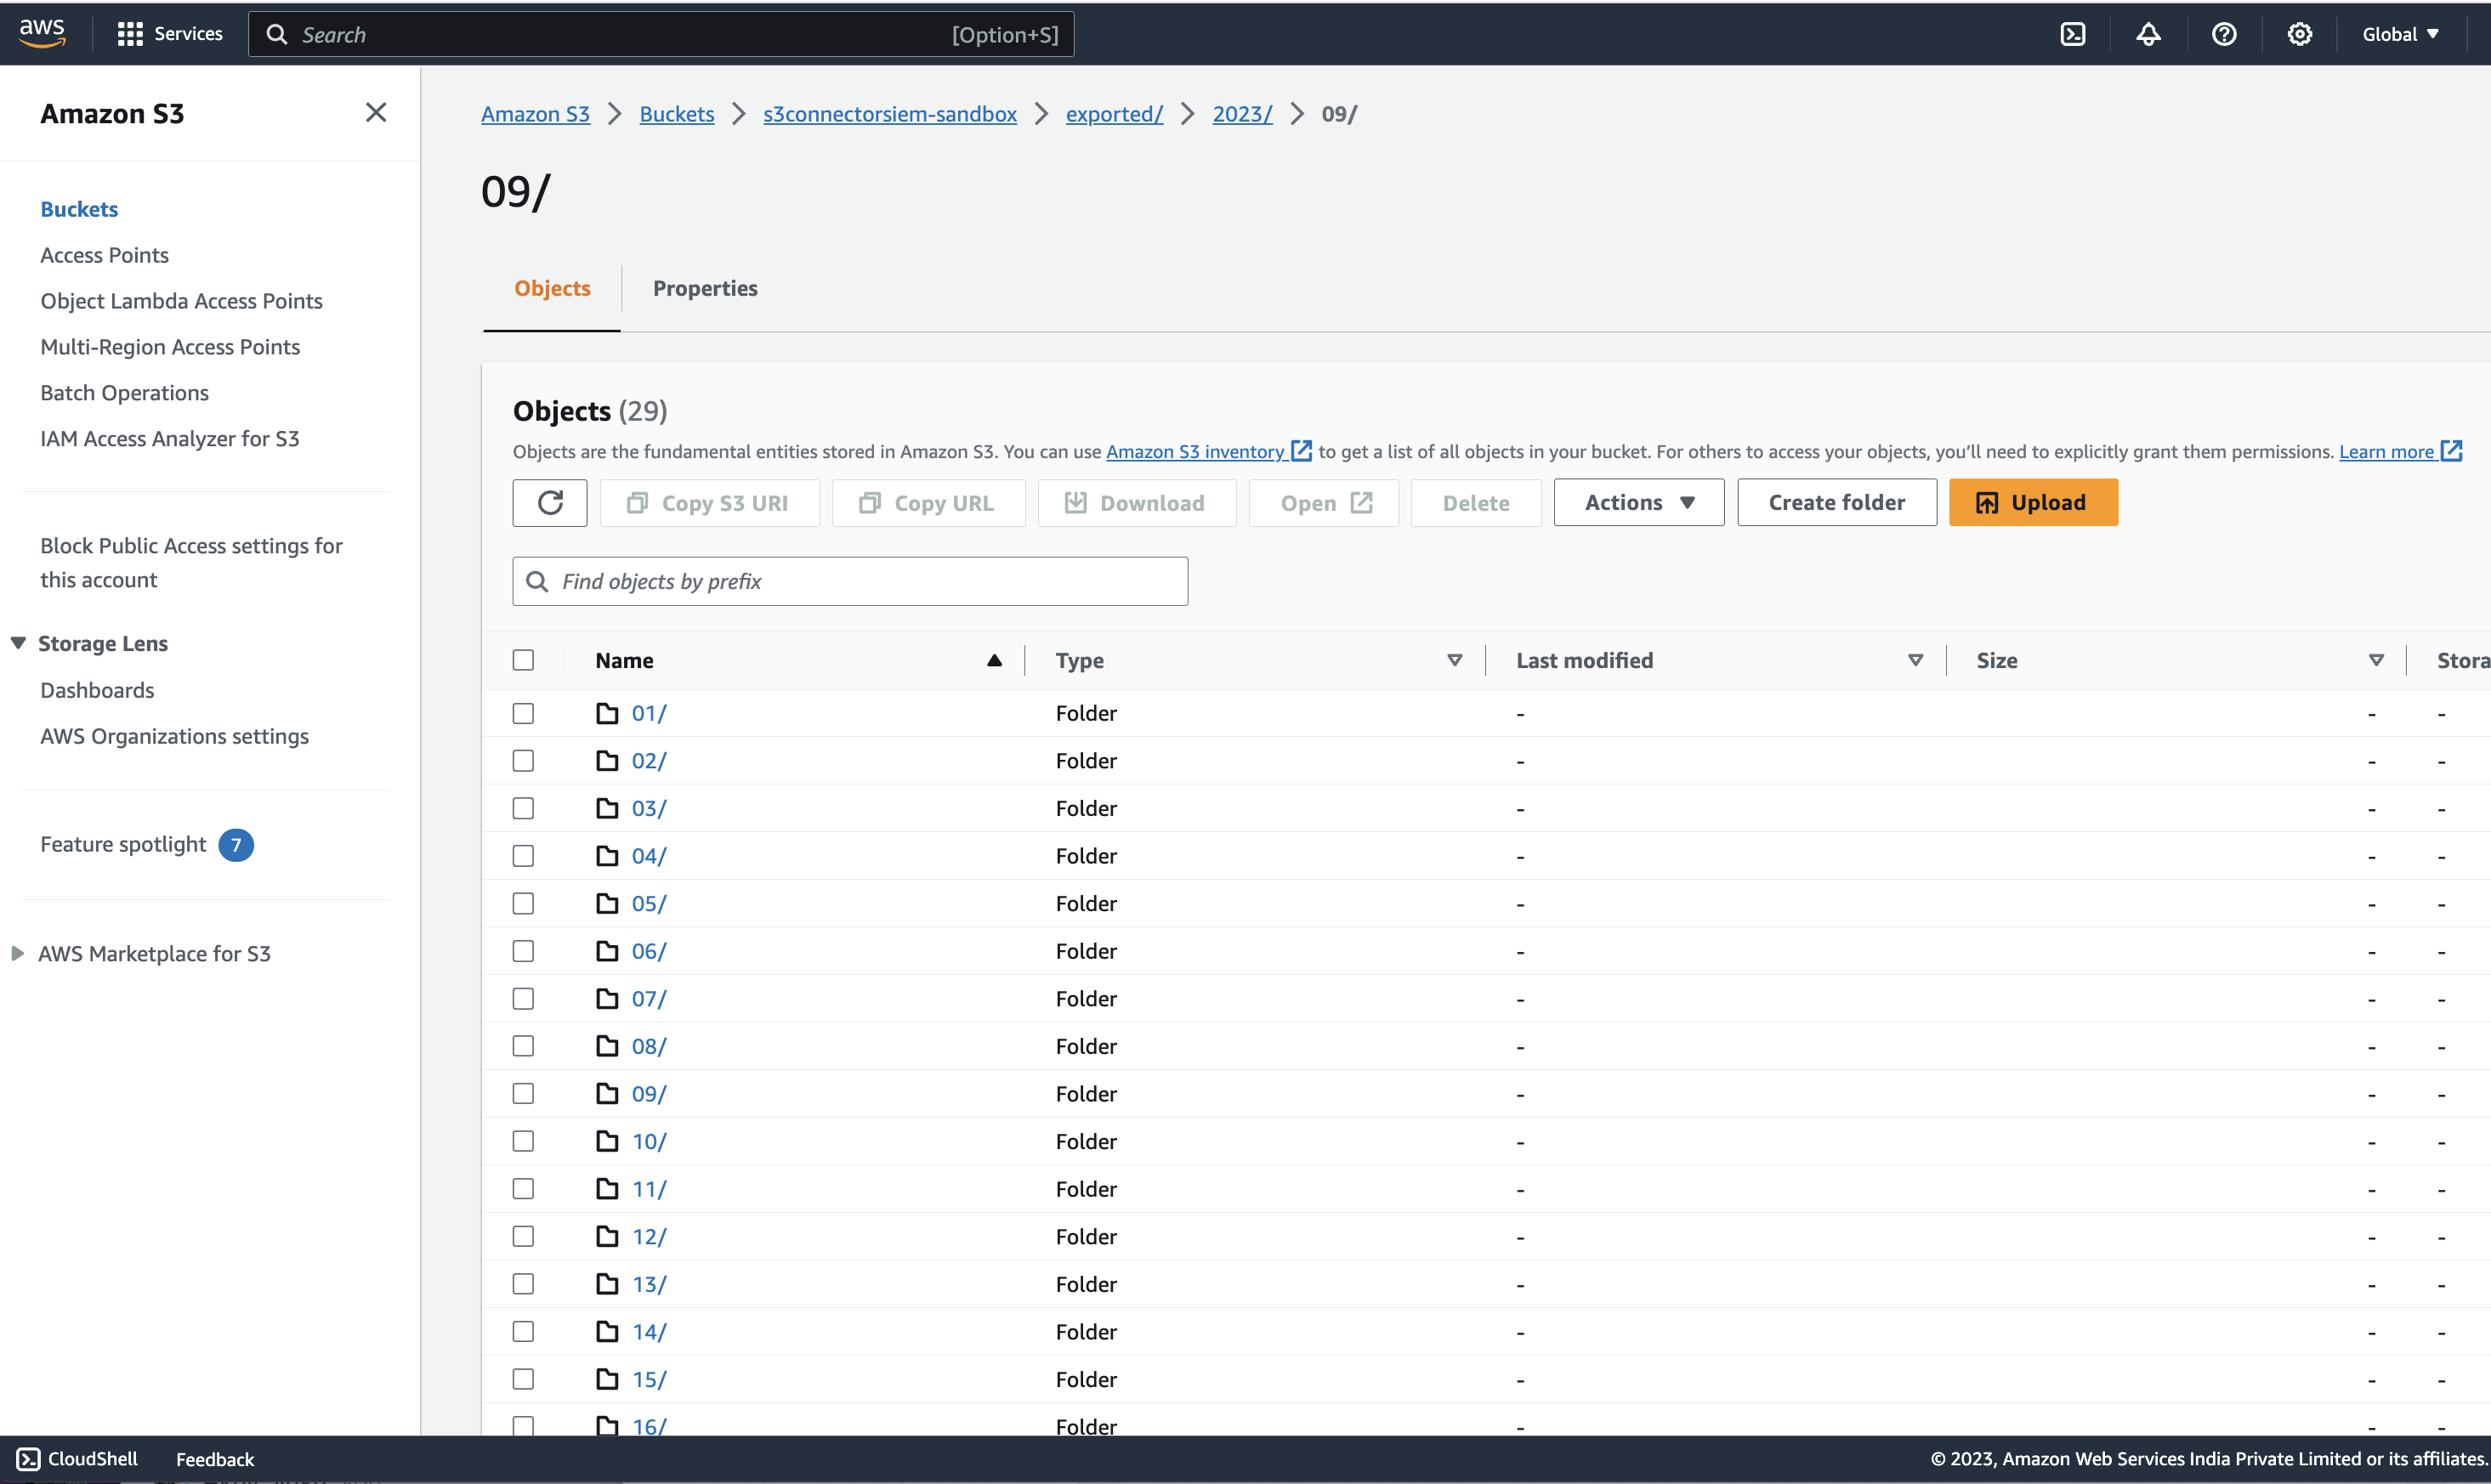 aws
Services
Search
[Option+S]
Global
Amazon S3
Buckets
Access Points
Object Lambda Access Points
Multi-Region Access Points
Batch Operations
IAM Access Analyzer for S3
Block Public Access settings for
this account
Storage Lens
Dashboards
AWS Organizations settings
Feature spotlight 7
AWS Marketplace for S3
Amazon S3 Buckets s3connectorsiem-sandbox exported/ 2023/ 09/
09/
Objects Properties
Objects (29)
Objects are the fundamental entities stored in Amazon S3. You can use Amazon S3 inventory to get a list of all objects in your bucket. For others to access your objects, you’ll need to explicitly grant them permissions. Learn more
Copy S3 URI Copy URL Download Open Delete Actions Create folder Upload
Find objects by prefix
Name Type Last modified Size Stora
01/ Folder - - -
02/ Folder - - -
03/ Folder - - -
04/ Folder - - -
05/ Folder - - -
06/ Folder - - -
07/ Folder - - -
08/ Folder - - -
09/ Folder - - -
10/ Folder - - -
11/ Folder - - -
12/ Folder - - -
13/ Folder - - -
14/ Folder - - -
15/ Folder - - -
16/ Folder - - -
CloudShell Feedback
© 2023, Amazon Web Services India Private Limited or its affiliates.